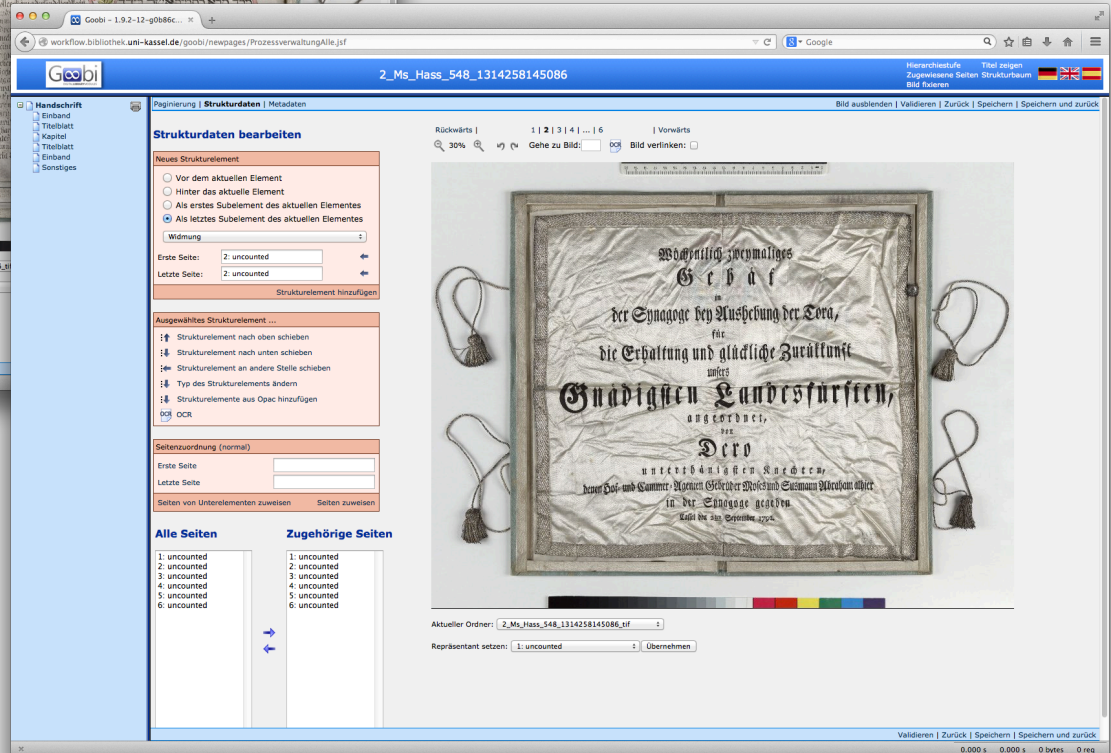 Goobi – 1.9.2-12-g0b86c...
workflow.bibliothek.uni-kassel.de/goobi/newpages/ProzessverwaltungAlle.jsf
Google
Goobi
2_Ms_Hass_548_1314258145086
Hierarchiestufe Titel zeigen
Zugewiesene Seiten Strukturbaum
Bild fixieren
Handschrift
Einband
Titelblatt
Kapitel
Titelblatt
Einband
Sonstiges
Paginierung | Strukturdaten | Metadaten
Bild ausblenden | Validieren | Zurück | Speichern | Speichern und zurück
Strukturdaten bearbeiten
Neues Strukturelement
Vor dem aktuellen Element
Hinter das aktuelle Element
Als erstes Subelement des aktuellen Elementes
Als letztes Subelement des aktuellen Elementes
Widmung
Erste Seite: 2: uncounted
Letzte Seite: 2: uncounted
Strukturelement hinzufügen
Ausgewähltes Strukturelement ...
Strukturelement nach oben schieben
Strukturelement nach unten schieben
Strukturelement an andere Stelle schieben
Typ des Strukturelements ändern
Strukturelemente aus Opac hinzufügen
OCR OCR
Seitenzuordnung (normal)
Erste Seite
Letzte Seite
Seiten von Unterelementen zuweisen Seiten zuweisen
Alle Seiten
1: uncounted
2: uncounted
3: uncounted
4: uncounted
5: uncounted
6: uncounted
Zugehörige Seiten
1: uncounted
2: uncounted
3: uncounted
4: uncounted
5: uncounted
6: uncounted
Rückwärts | 1 | 2 | 3 | 4 | ... | 6 | Vorwärts
30% Gehe zu Bild: OCR Bild verlinken:
Wöchentlich zweymaliges
Gebät
in
der Synagoge bey Aushebung der Tora,
für
die Erhaltung und glückliche Zurükkunft
unsers
Gnädigsten Landesfürsten,
angeordnet,
von
Dero
unterthänigsten Knechten,
denen Hof- und Cammer-Agenten Gebrüder Moses und Susmann Abraham alhier
in der Synagoge gegeben
Cassel den September 1792.
Aktueller Ordner: 2_Ms_Hass_548_1314258145086_tif
Repräsentant setzen: 1: uncounted Übernehmen
Validieren | Zurück | Speichern | Speichern und zurück
0.000 s 0.000 s 0 bytes 0 req